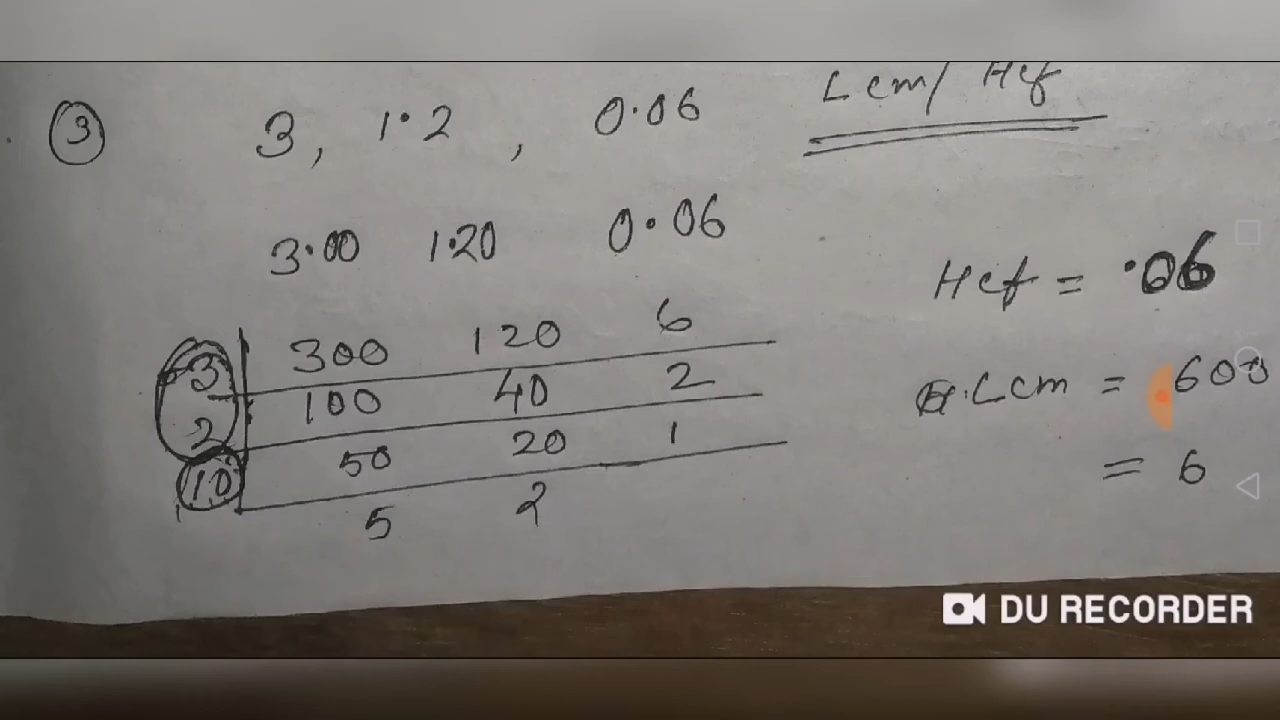 3 3, 1.2, 0.06 Lcm/Hcf
3.00 1.20 0.06
Hcf = .06
3 300 120 6
2 100 40 2
Lcm = 600
10 50 20 1
= 6
5 2
DU RECORDER